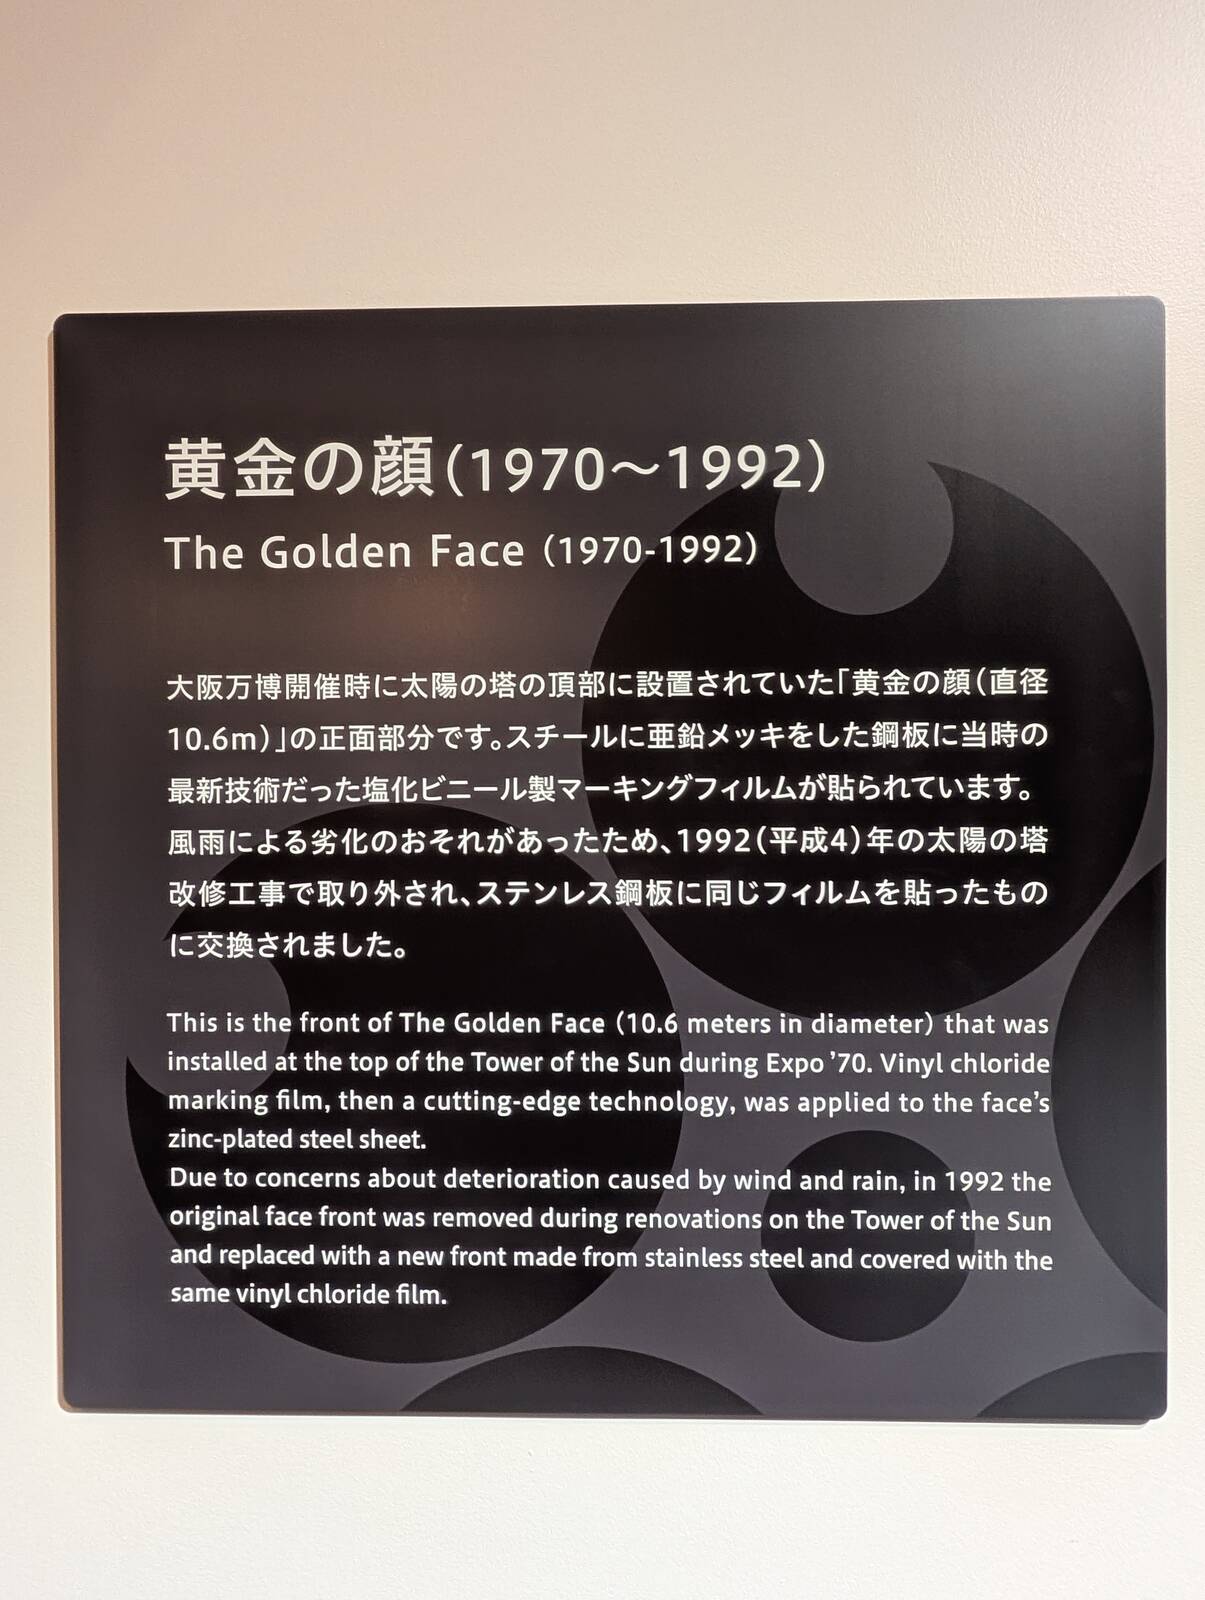 黄金の顔(1970〜1992)
The Golden Face (1970-1992)
大阪万博開催時に太陽の塔の頂部に設置されていた「黄金の顔(直径
10.6m)」の正面部分です。スチールに亜鉛メッキをした鋼板に当時の
最新技術だった塩化ビニール製マーキングフィルムが貼られています。
風雨による劣化のおそれがあったため、1992(平成4)年の太陽の塔
改修工事で取り外され、ステンレス鋼板に同じフィルムを貼ったもの
に交換されました。
This is the front of The Golden Face (10.6 meters in diameter) that was
installed at the top of the Tower of the Sun during Expo ’70. Vinyl chloride
marking film, then a cutting-edge technology, was applied to the face’s
zinc-plated steel sheet.
Due to concerns about deterioration caused by wind and rain, in 1992 the
original face front was removed during renovations on the Tower of the Sun
and replaced with a new front made from stainless steel and covered with the
same vinyl chloride film.